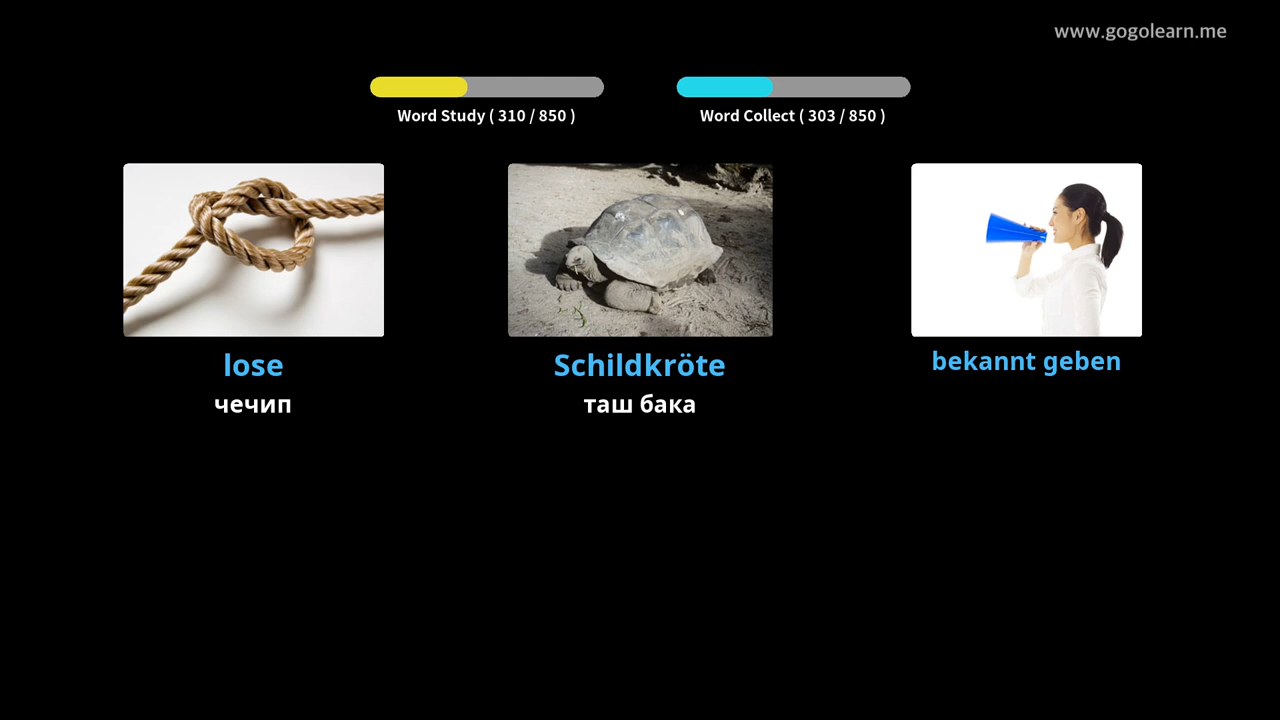 www.gogolearn.me
Word Study ( 310 / 850 )
Word Collect ( 303 / 850 )
lose
чечип
Schildkröte
таш бака
bekannt geben